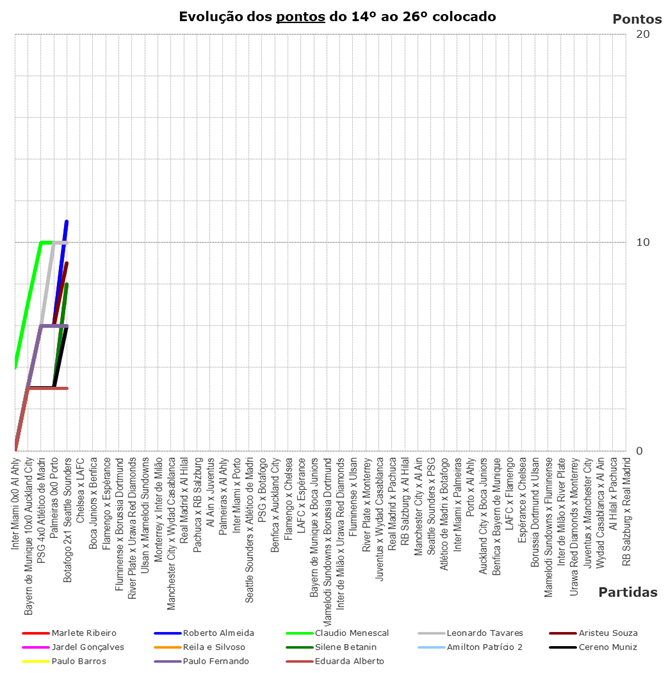 Evolução dos pontos do 14º ao 26º colocado
Pontos
20
10
0
Inter Miami 0x0 Al Ahly
Bayern de Munique 10x0 Auckland City
PSG 4x0 Atlético de Madri
Palmeiras 0x0 Porto
Botafogo 2x1 Seattle Sounders
Chelsea x LAFC
Boca Juniors x Benfica
Flamengo x Espérance
Fluminense x Borussia Dortmund
River Plate x Urawa Red Diamonds
Ulsan x Mamelodi Sundowns
Monterrey x Inter de Milão
Manchester City x Wydad Casablanca
Real Madrid x Al Hilal
Pachuca x RB Salzburg
Al Ain x Juventus
Palmeiras x Al Ahly
Inter Miami x Porto
Seattle Sounders x Atlético de Madri
PSG x Botafogo
Benfica x Auckland City
Flamengo x Chelsea
LAFC x Espérance
Bayern de Munique x Boca Juniors
Mamelodi Sundowns x Borussia Dortmund
Inter de Milão x Urawa Red Diamonds
Fluminense x Ulsan
River Plate x Monterrey
Juventus x Wydad Casablanca
Real Madrid x Pachuca
RB Salzburg x Al Hilal
Manchester City x Al Ain
Seattle Sounders x PSG
Atlético de Madri x Botafogo
Inter Miami x Palmeiras
Porto x Al Ahly
Auckland City x Boca Juniors
Benfica x Bayern de Munique
LAFC x Flamengo
Espérance x Chelsea
Borussia Dortmund x Ulsan
Mamelodi Sundowns x Fluminense
Inter de Milão x River Plate
Urawa Red Diamonds x Monterrey
Juventus x Manchester City
Wydad Casablanca x Al Ain
Al Hilal x Pachuca
RB Salzburg x Real Madrid
Partidas
Marlete Ribeiro
Roberto Almeida
Claudio Menescal
Leonardo Tavares
Aristeu Souza
Jardel Gonçalves
Reila e Silvoso
Silene Betanin
Amilton Patrício 2
Cereno Muniz
Paulo Barros
Paulo Fernando
Eduarda Alberto